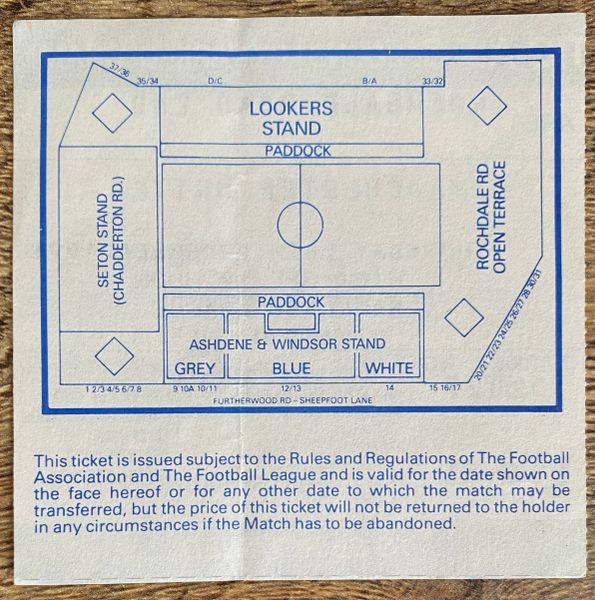 37/36
35/34
D/C
B/A
33/32
LOOKERS
STAND
PADDOCK
SETON STAND
(CHADDERTON RD.)
ROCHDALE RD
OPEN TERRACE
PADDOCK
ASHDENE & WINDSOR STAND
GREY
BLUE
WHITE
1 2/3 4/5 6/7 8
9 10A 10/11
12/13
14
15 16/17
20/21 22/23 24/25 26/27 28 30/31
FURTHERWOOD RD - SHEEPFOOT LANE
This ticket is issued subject to the Rules and Regulations of The Football
Association and The Football League and is valid for the date shown on
the face hereof or for any other date to which the match may be
transferred, but the price of this ticket will not be returned to the holder
in any circumstances if the Match has to be abandoned.